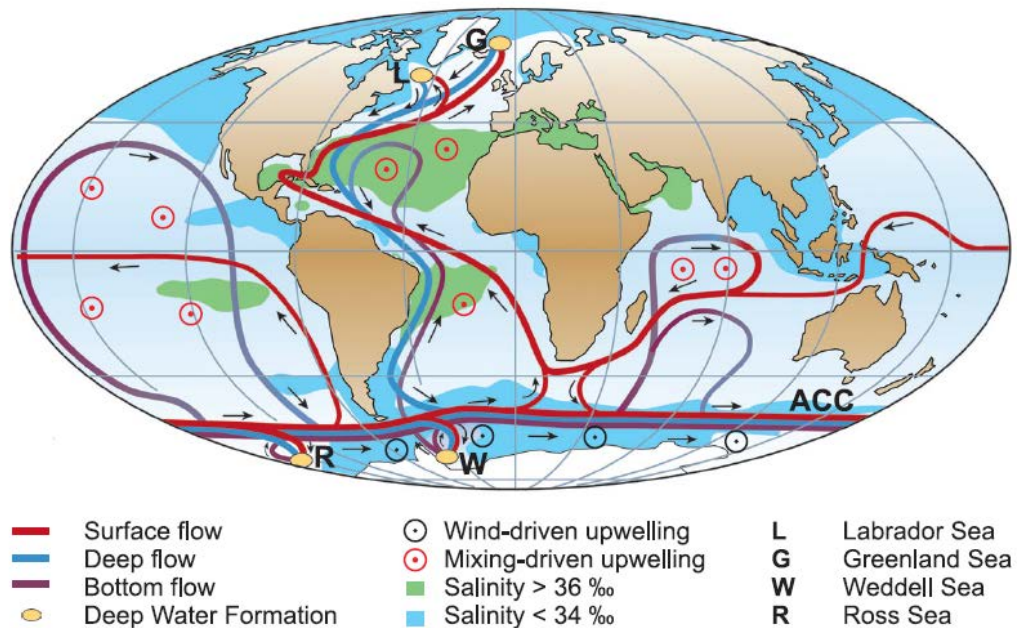 G
L
ACC
R
W
Surface flow
Deep flow
Bottom flow
Deep Water Formation
Wind-driven upwelling
Mixing-driven upwelling
Salinity > 36 ‰
Salinity < 34 ‰
L Labrador Sea
G Greenland Sea
W Weddell Sea
R Ross Sea